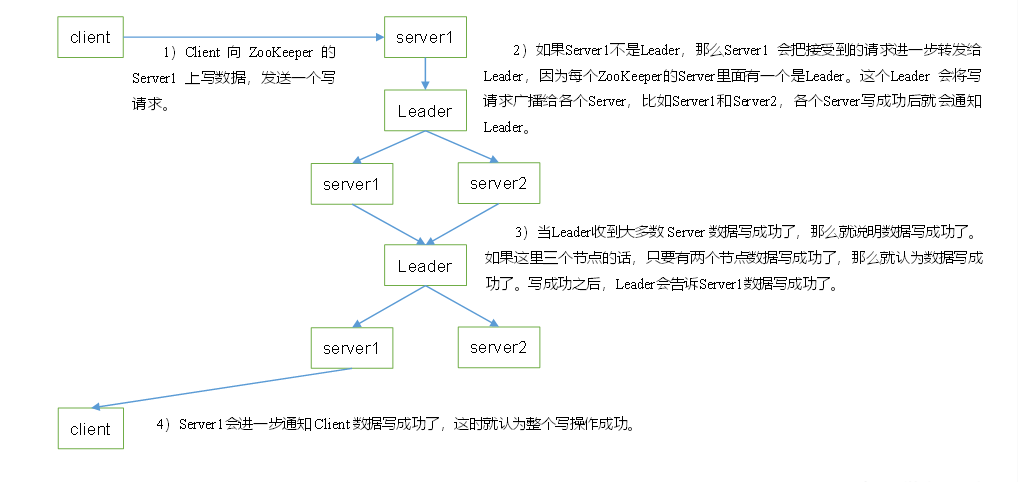 client
server1
1）Client 向 ZooKeeper 的
Server1 上写数据，发送一个写
请求。
2）如果Server1不是Leader，那么Server1 会把接受到的请求进一步转发给
Leader，因为每个ZooKeeper的Server里面有一个是Leader。这个Leader 会将写
请求广播给各个Server，比如Server1和Server2，各个Server写成功后就会通知
Leader。
Leader
server1
server2
3）当Leader收到大多数 Server 数据写成功了，那么就说明数据写成功了。
如果这里三个节点的话，只要有两个节点数据写成功了，那么就认为数据写成
功了。写成功之后，Leader会告诉Server1数据写成功了。
Leader
server1
server2
client
4）Server1会进一步通知 Client 数据写成功了，这时就认为整个写操作成功。